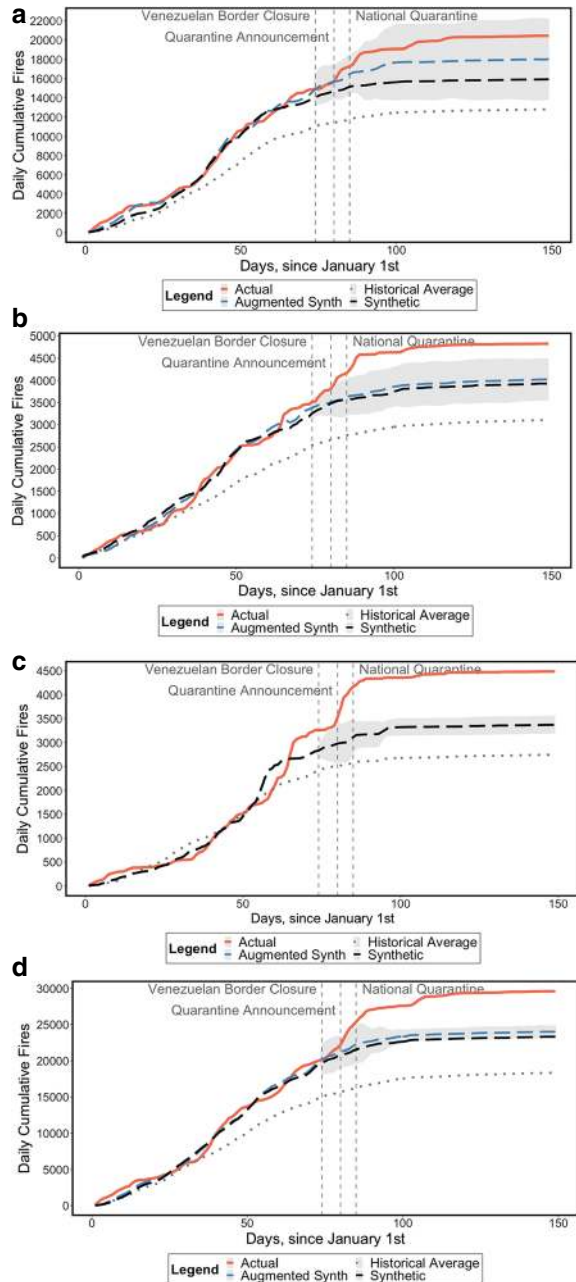 a
Venezuelan Border Closure
National Quarantine
Quarantine Announcement
22000
20000
18000
16000
14000
12000
10000
8000
6000
4000
2000
0
Daily Cumulative Fires
1
50
100
150
Days, since January 1st
Legend
Actual
Historical Average
Augmented Synth
Synthetic
b
Venezuelan Border Closure
National Quarantine
Quarantine Announcement
5000
4500
4000
3500
3000
2500
2000
1500
1000
500
0
Daily Cumulative Fires
1
50
100
150
Days, since January 1st
Legend
Actual
Historical Average
Augmented Synth
Synthetic
c
Venezuelan Border Closure
National Quarantine
Quarantine Announcement
4500
4000
3500
3000
2500
2000
1500
1000
500
0
Daily Cumulative Fires
1
50
100
150
Days, since January 1st
Legend
Actual
Historical Average
Augmented Synth
Synthetic
d
Venezuelan Border Closure
National Quarantine
Quarantine Announcement
30000
25000
20000
15000
10000
5000
0
Daily Cumulative Fires
0
50
100
150
Days, since January 1st
Legend
Actual
Historical Average
Augmented Synth
Synthetic